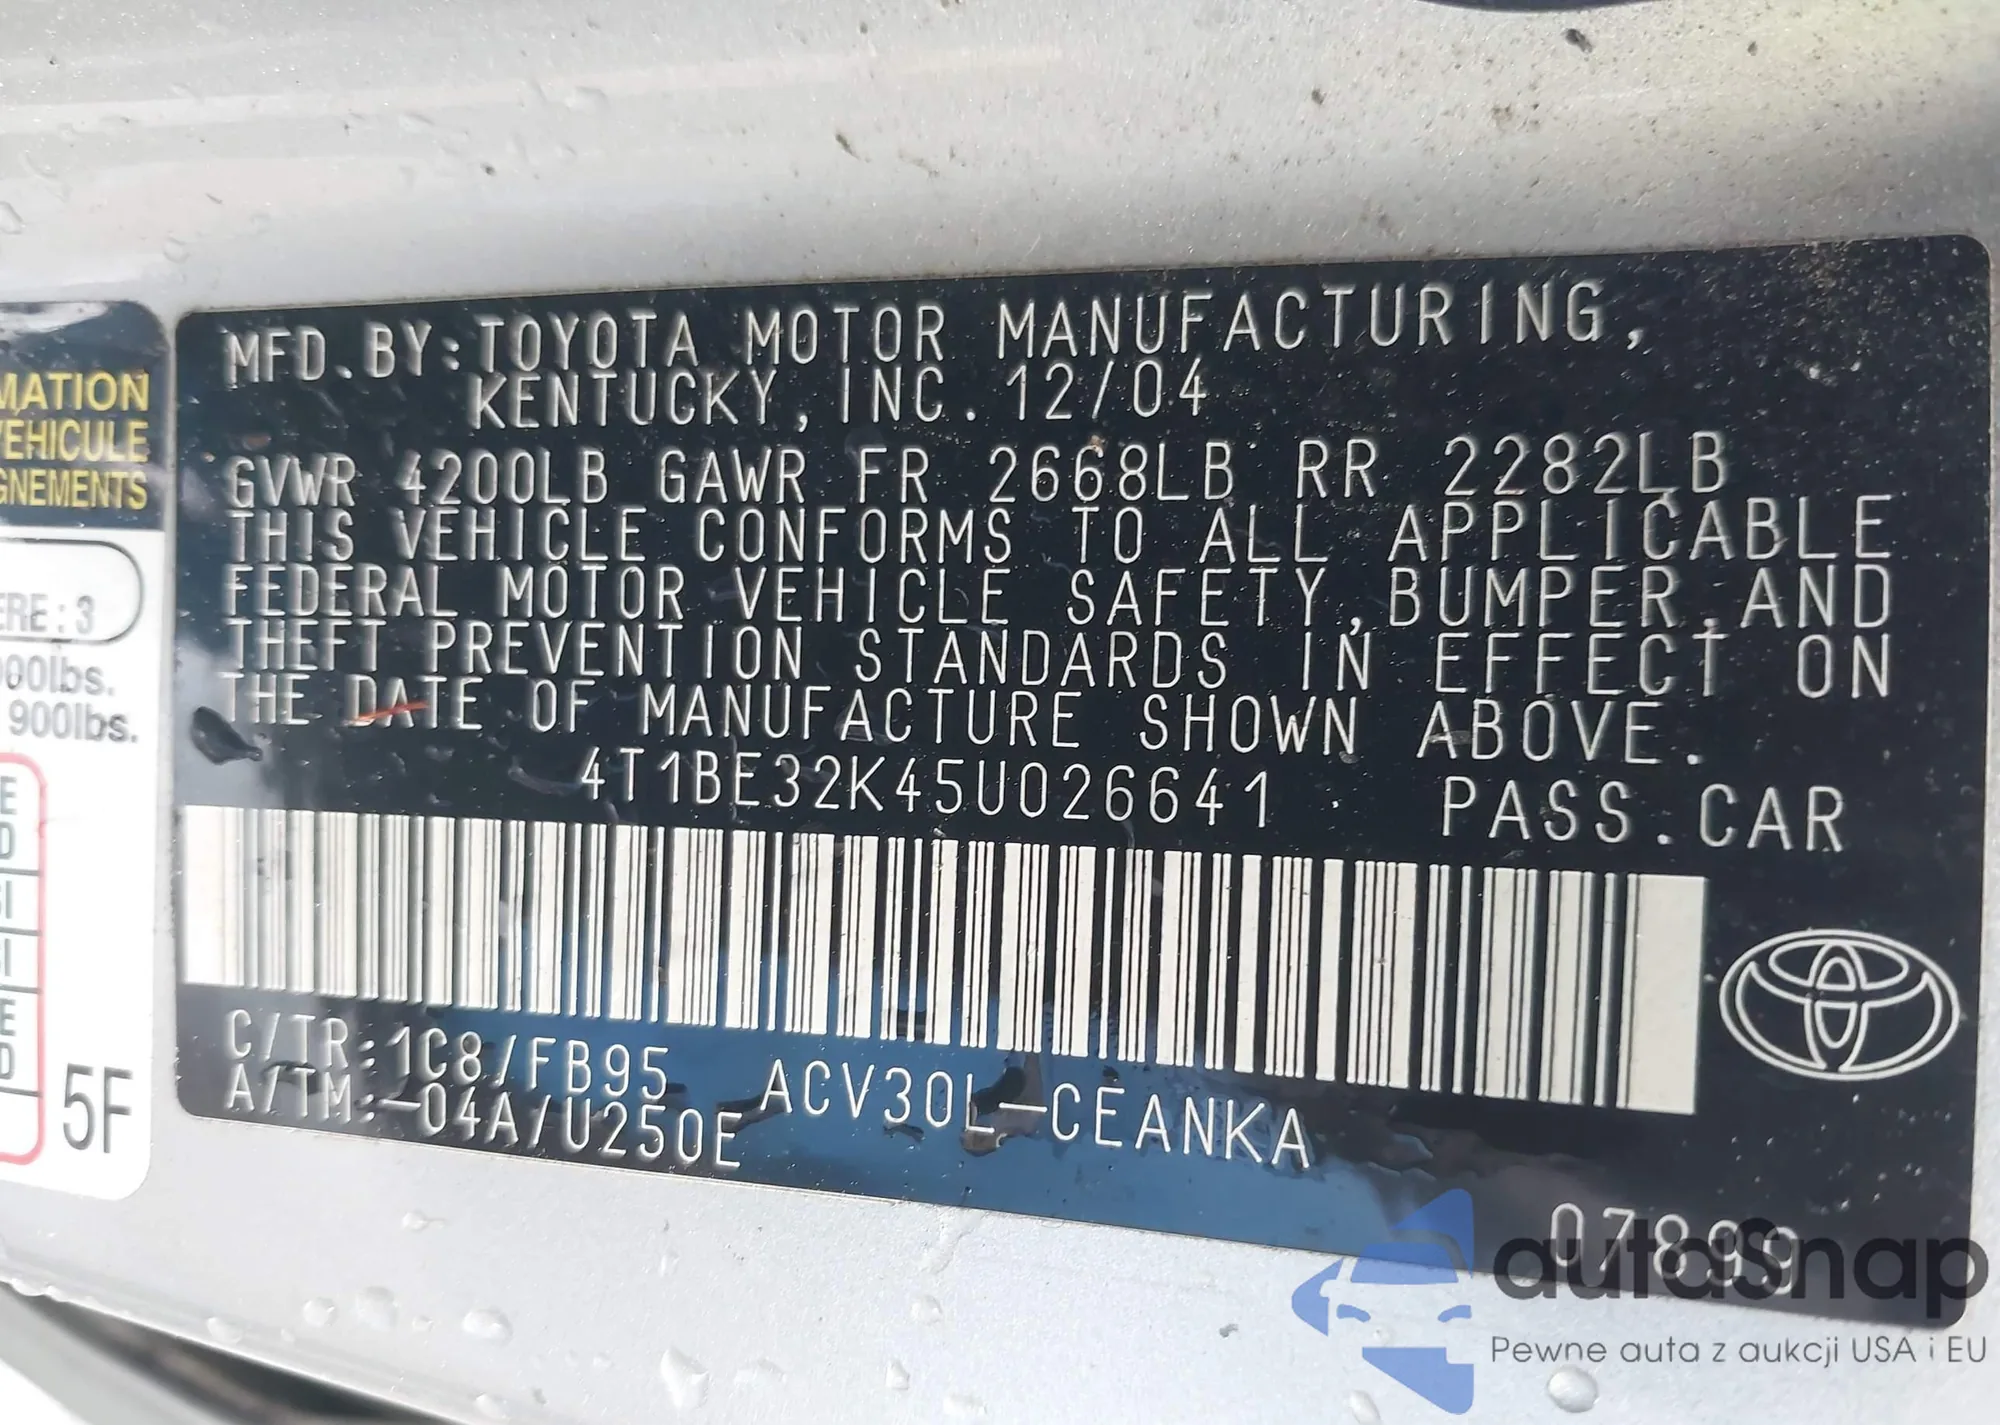 MFD.BY:TOYOTA MOTOR MANUFACTURING,
KENTUCKY,INC.12/04
GVWR 4200LB GAWR FR 2668LB RR 2282LB
THIS VEHICLE CONFORMS TO ALL APPLICABLE
FEDERAL MOTOR VEHICLE SAFETY,BUMPER,AND
THEFT PREVENTION STANDARDS IN EFFECT ON
THE DATE OF MANUFACTURE SHOWN ABOVE.
4T1BE32K45U026641 PASS.CAR
C/TR:1C8/FB95 ACV30L-CEANKA
A/TM:-04A/U250E
07899
MATION
VÉHICULE
GNEMENTS
ERE : 3
900lbs.
5F
autosnap
Pewne auta z aukcji USA i EU